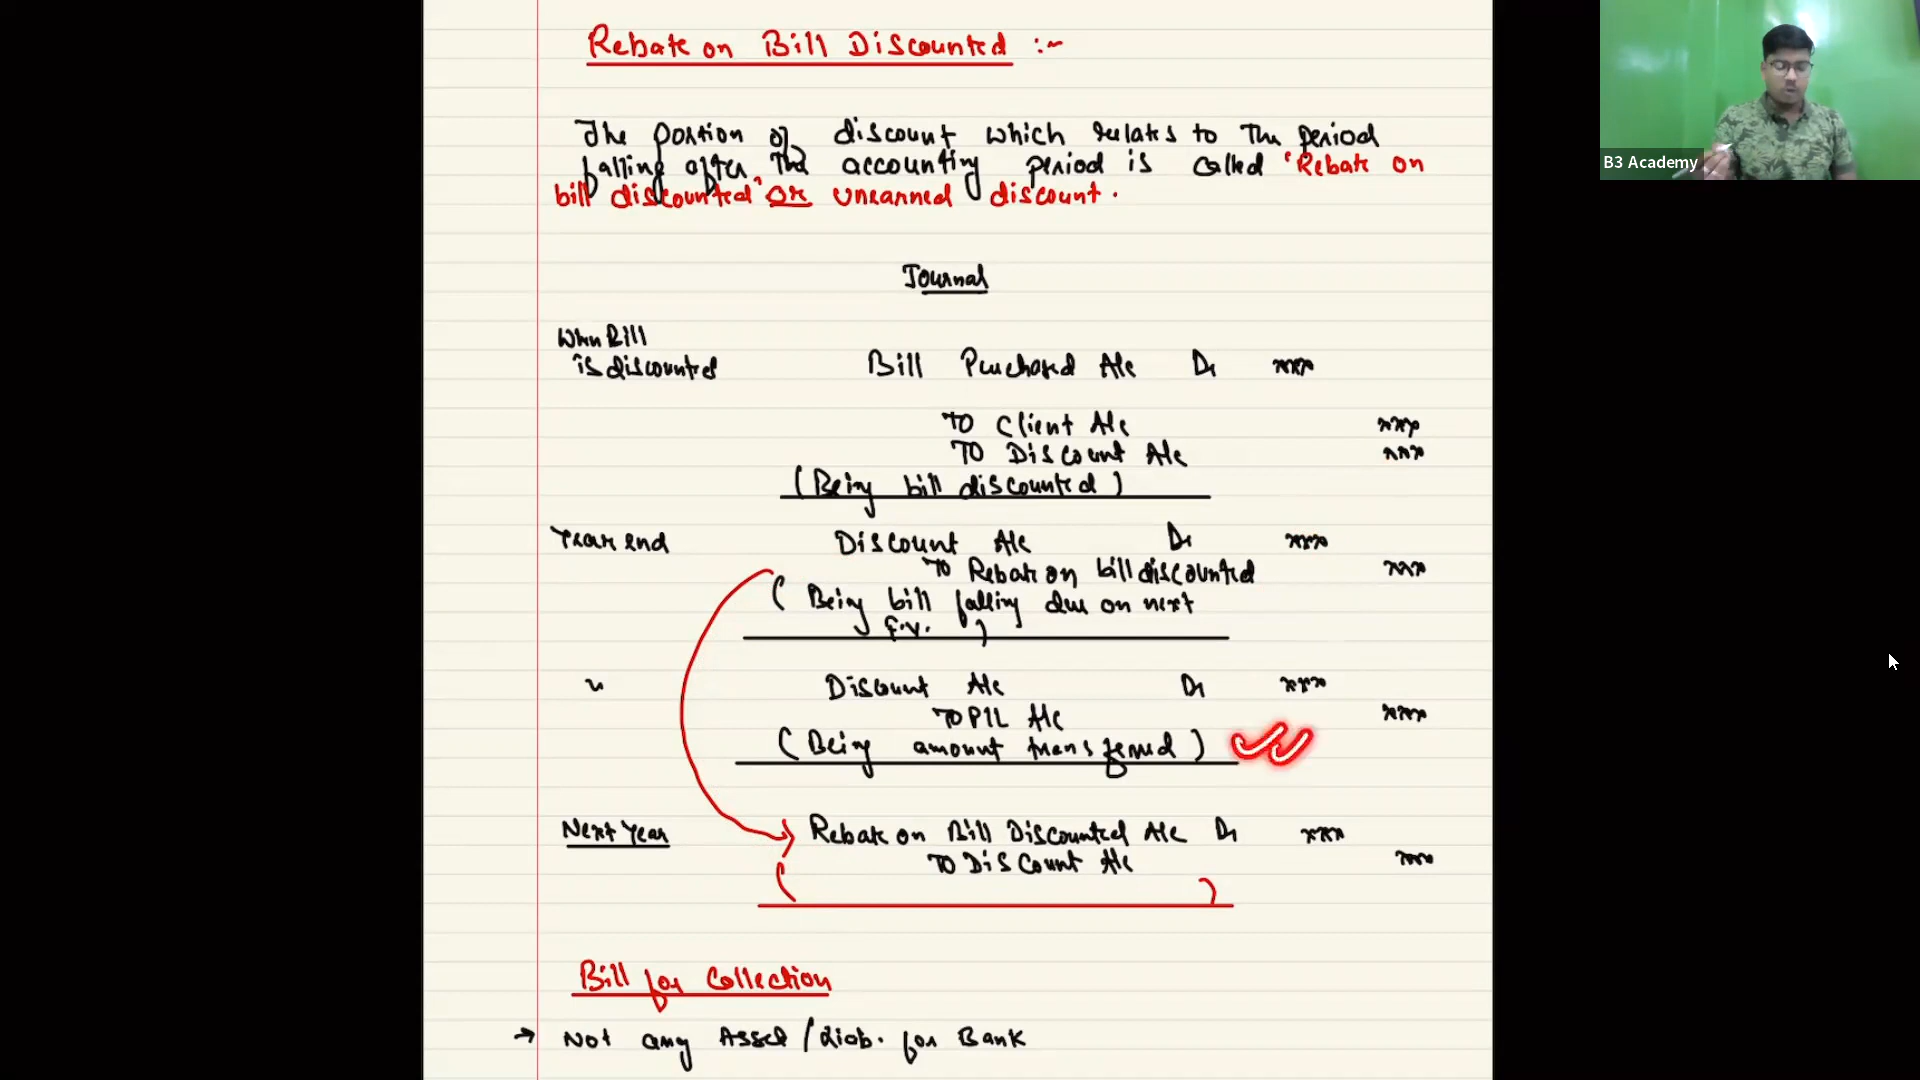 Rebate on Bill Discounted :~
The portion of discount which relates to the period
falling after the accounting period is called "Rebate on
bill discounted" OR unearned discount.
Journal
When Bill
is discounted Bill Purchased A/c Dr xxx
To Client A/c xxx
To Discount A/c xxx
(Being bill discounted)
Year end Discount A/c Dr xxx
To Rebate on bill discounted xxx
(Being bill falling due on next
f.y. )
" Discount A/c Dr xxx
To P/L A/c xxx
(Being amount transferred)
Next Year Rebate on Bill Discounted A/c Dr xxx
To Discount A/c xxx
( )
Bill for Collection
→ Not any Asset / Liab. for Bank
B3 Academy